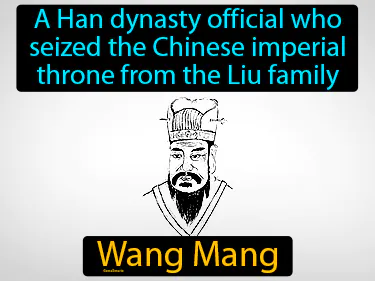 A Han dynasty official who
seized the Chinese imperial
throne from the Liu family
Wang Mang